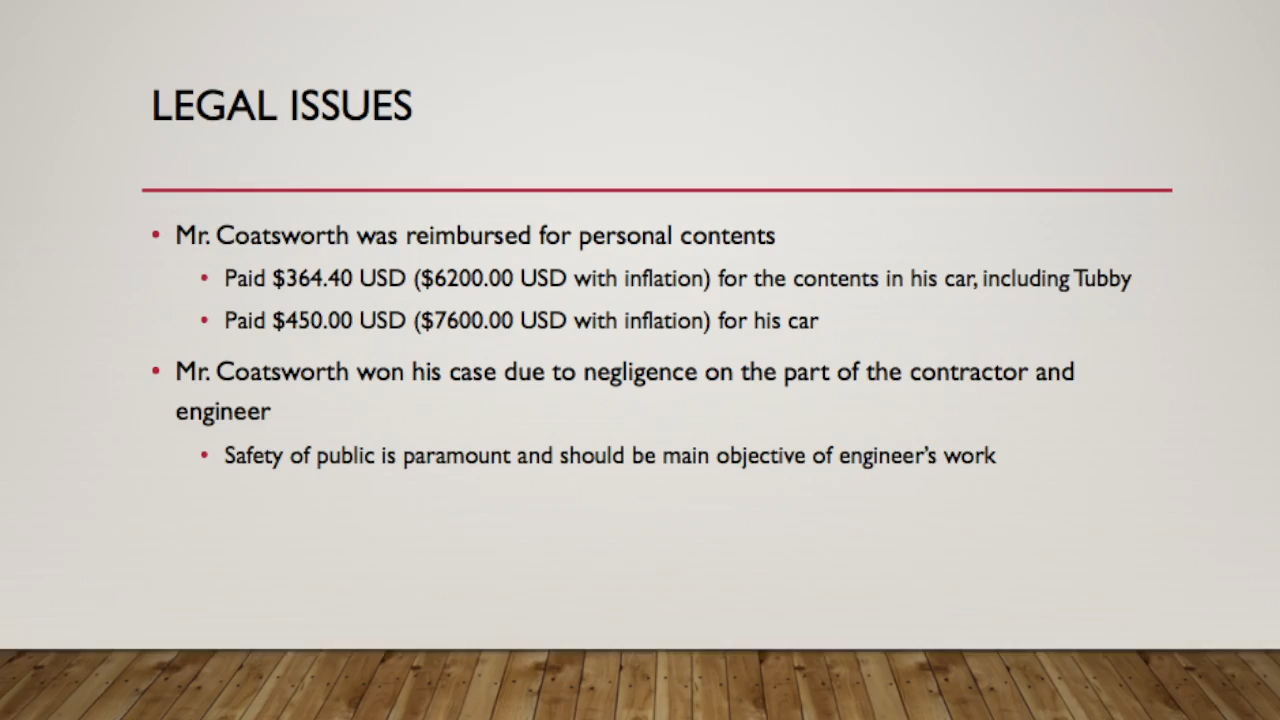 LEGAL ISSUES
• Mr. Coatsworth was reimbursed for personal contents
• Paid $364.40 USD ($6200.00 USD with inflation) for the contents in his car, including Tubby
• Paid $450.00 USD ($7600.00 USD with inflation) for his car
• Mr. Coatsworth won his case due to negligence on the part of the contractor and
engineer
• Safety of public is paramount and should be main objective of engineer's work